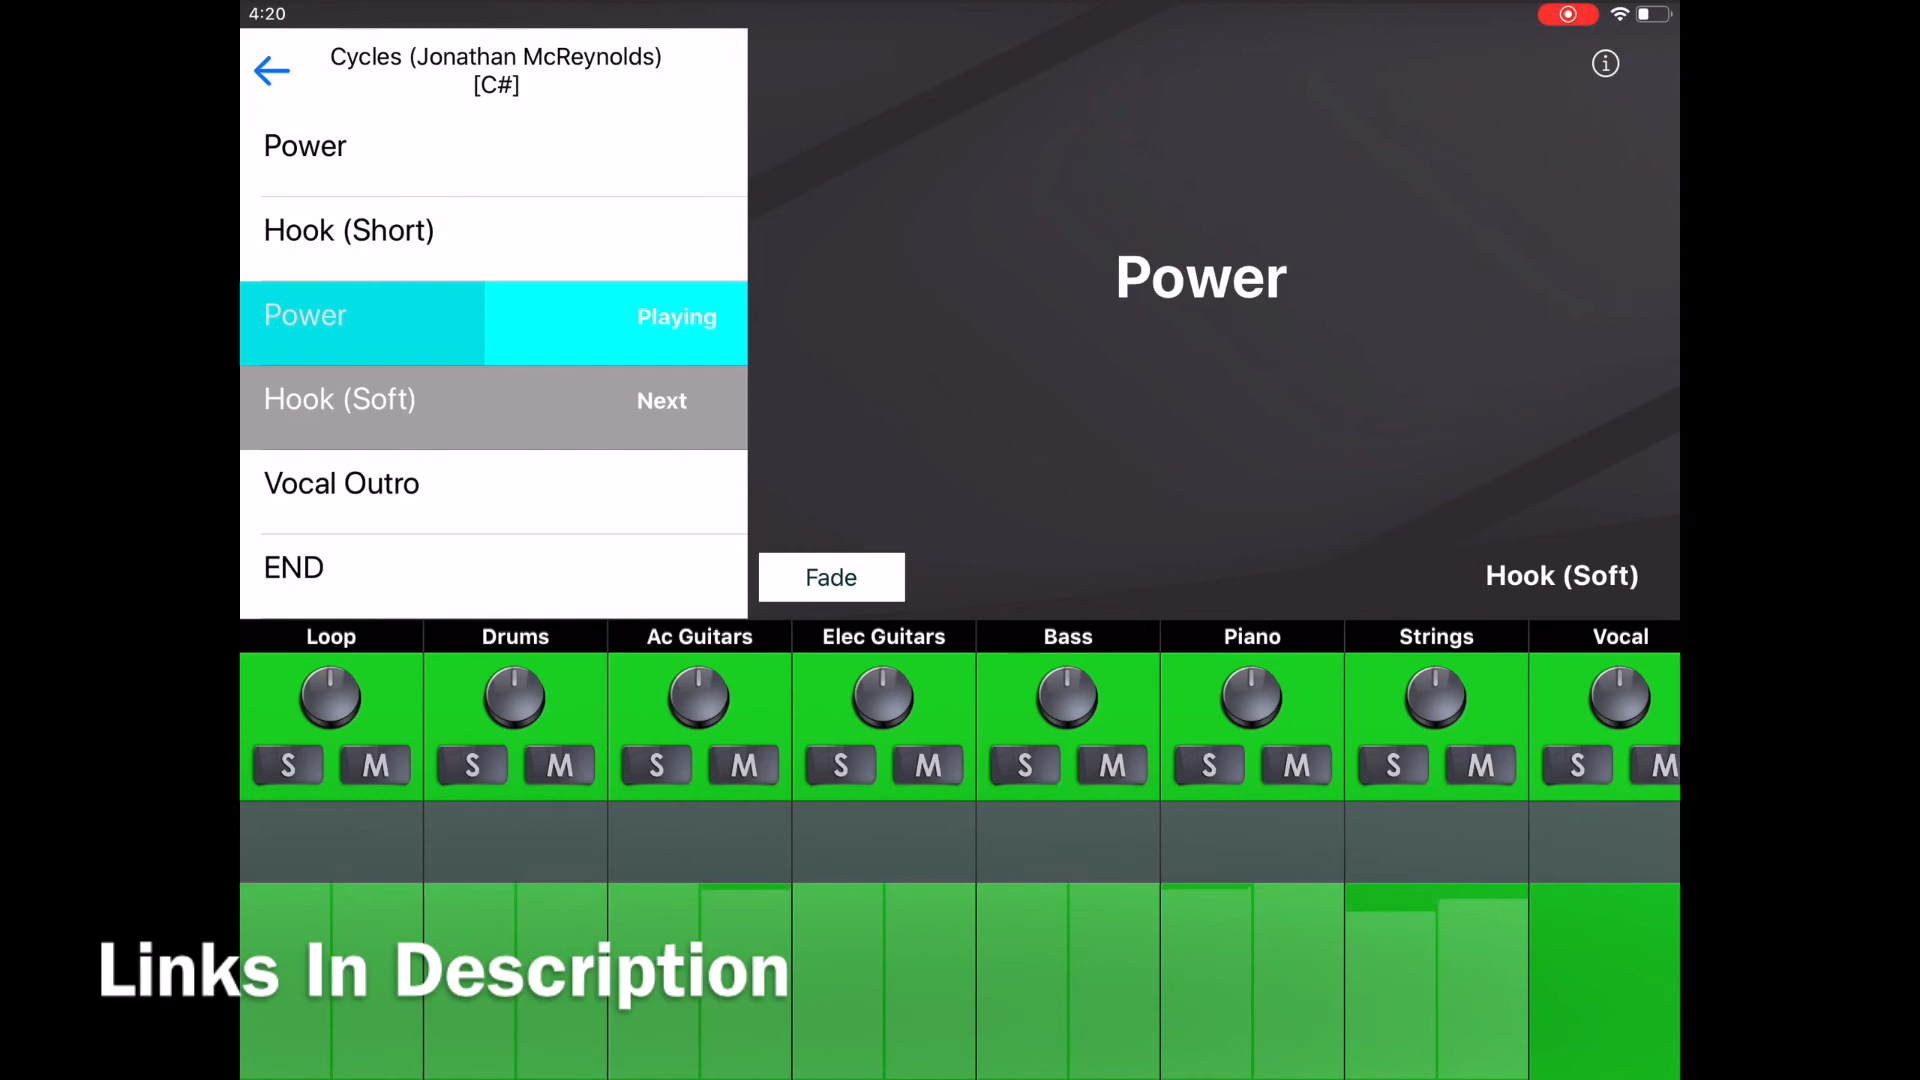 4:20
Cycles (Jonathan McReynolds)
[C#]
Power
Hook (Short)
Power Playing
Hook (Soft) Next
Vocal Outro
END
Power
Fade
Hook (Soft)
Loop Drums Ac Guitars Elec Guitars Bass Piano Strings Vocal
S M S M S M S M S M S M S M S M
Links In Description